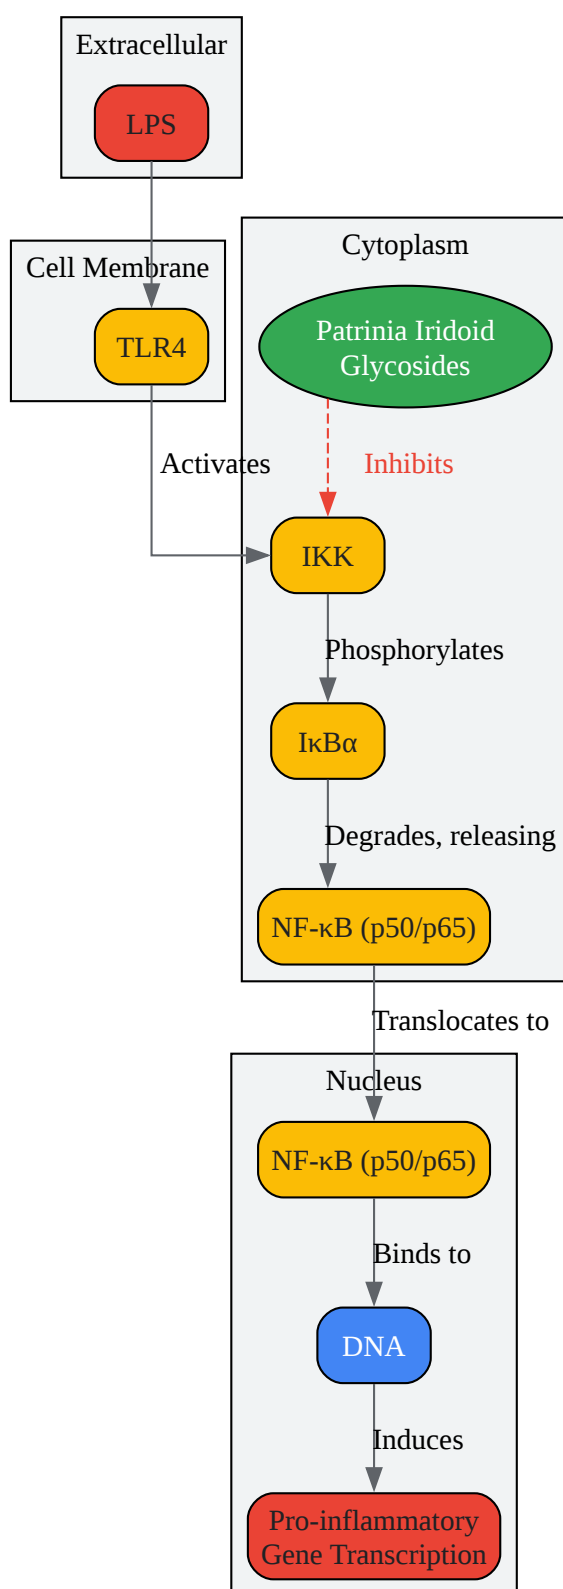 Extracellular
LPS
Cell Membrane
TLR4
Cytoplasm
Patrinia Iridoid
Glycosides
Activates
Inhibits
IKK
Phosphorylates
IκBα
Degrades, releasing
NF-κB (p50/p65)
Translocates to
Nucleus
NF-κB (p50/p65)
Binds to
DNA
Induces
Pro-inflammatory
Gene Transcription